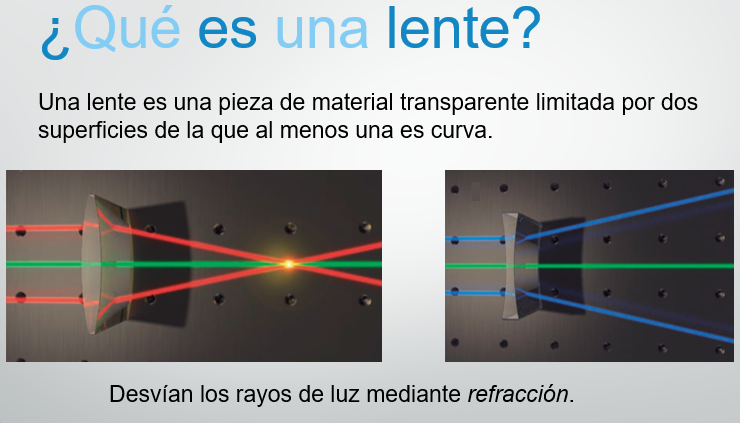 ¿Qué es una lente?
Una lente es una pieza de material transparente limitada por dos
superficies de la que al menos una es curva.
Desvían los rayos de luz mediante refracción.